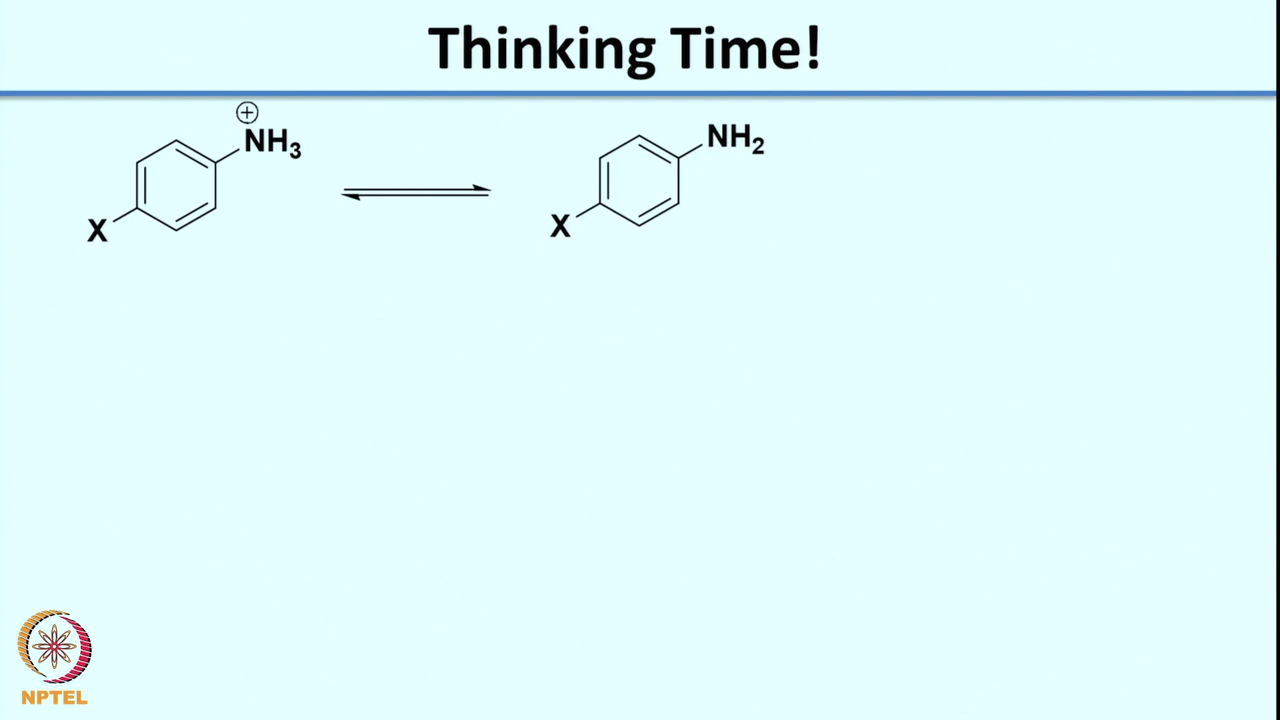 Thinking Time!
⊕
NH3
X
NH2
X
NPTEL